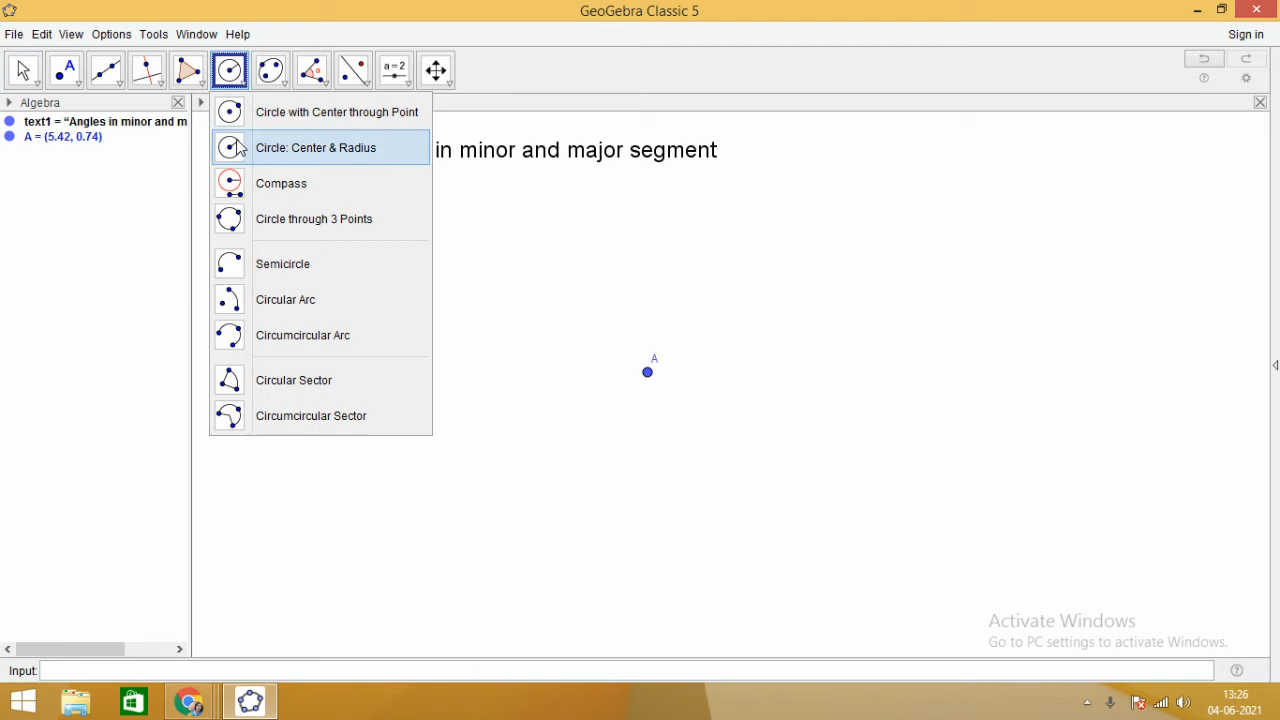 GeoGebra Classic 5
File Edit View Options Tools Window Help Sign in
A a=2
Algebra
text1 = "Angles in minor and m
A = (5.42, 0.74)
in minor and major segment
Circle with Center through Point
Circle: Center & Radius
Compass
Circle through 3 Points
Semicircle
Circular Arc
Circumcircular Arc
Circular Sector
Circumcircular Sector
A
Activate Windows
Go to PC settings to activate Windows.
Input:
13:26
04-06-2021